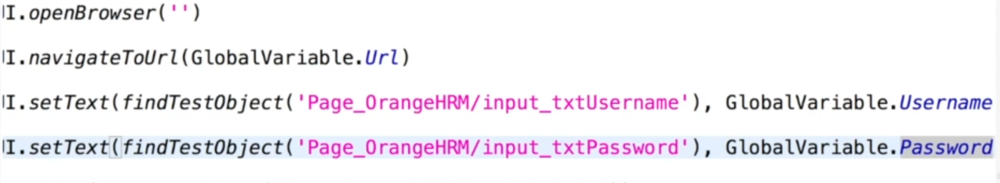 I.openBrowser('')
I.navigateToUrl(GlobalVariable.Url)
I.setText(findTestObject('Page_OrangeHRM/input_txtUsername'), GlobalVariable.Username
I.setText(findTestObject('Page_OrangeHRM/input_txtPassword'), GlobalVariable.Password